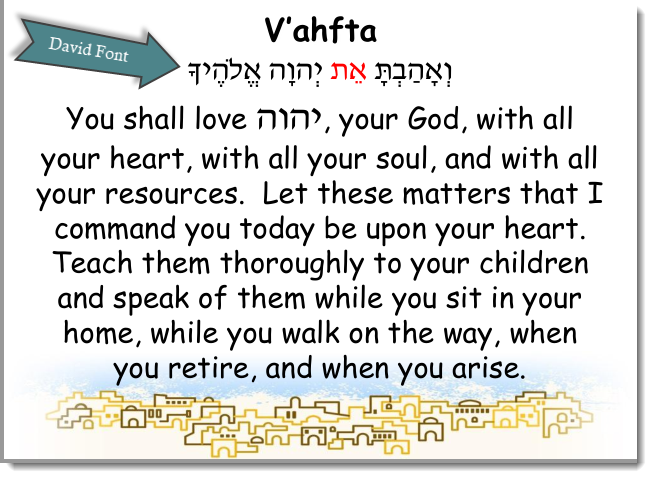 V’ahfta
David Font
וְאָהַבְתָּ אֵת יְהוָה אֱלֹהֶיךָ
You shall love יהוה, your God, with all
your heart, with all your soul, and with all
your resources.  Let these matters that I
command you today be upon your heart.
Teach them thoroughly to your children
and speak of them while you sit in your
home, while you walk on the way, when
you retire, and when you arise.